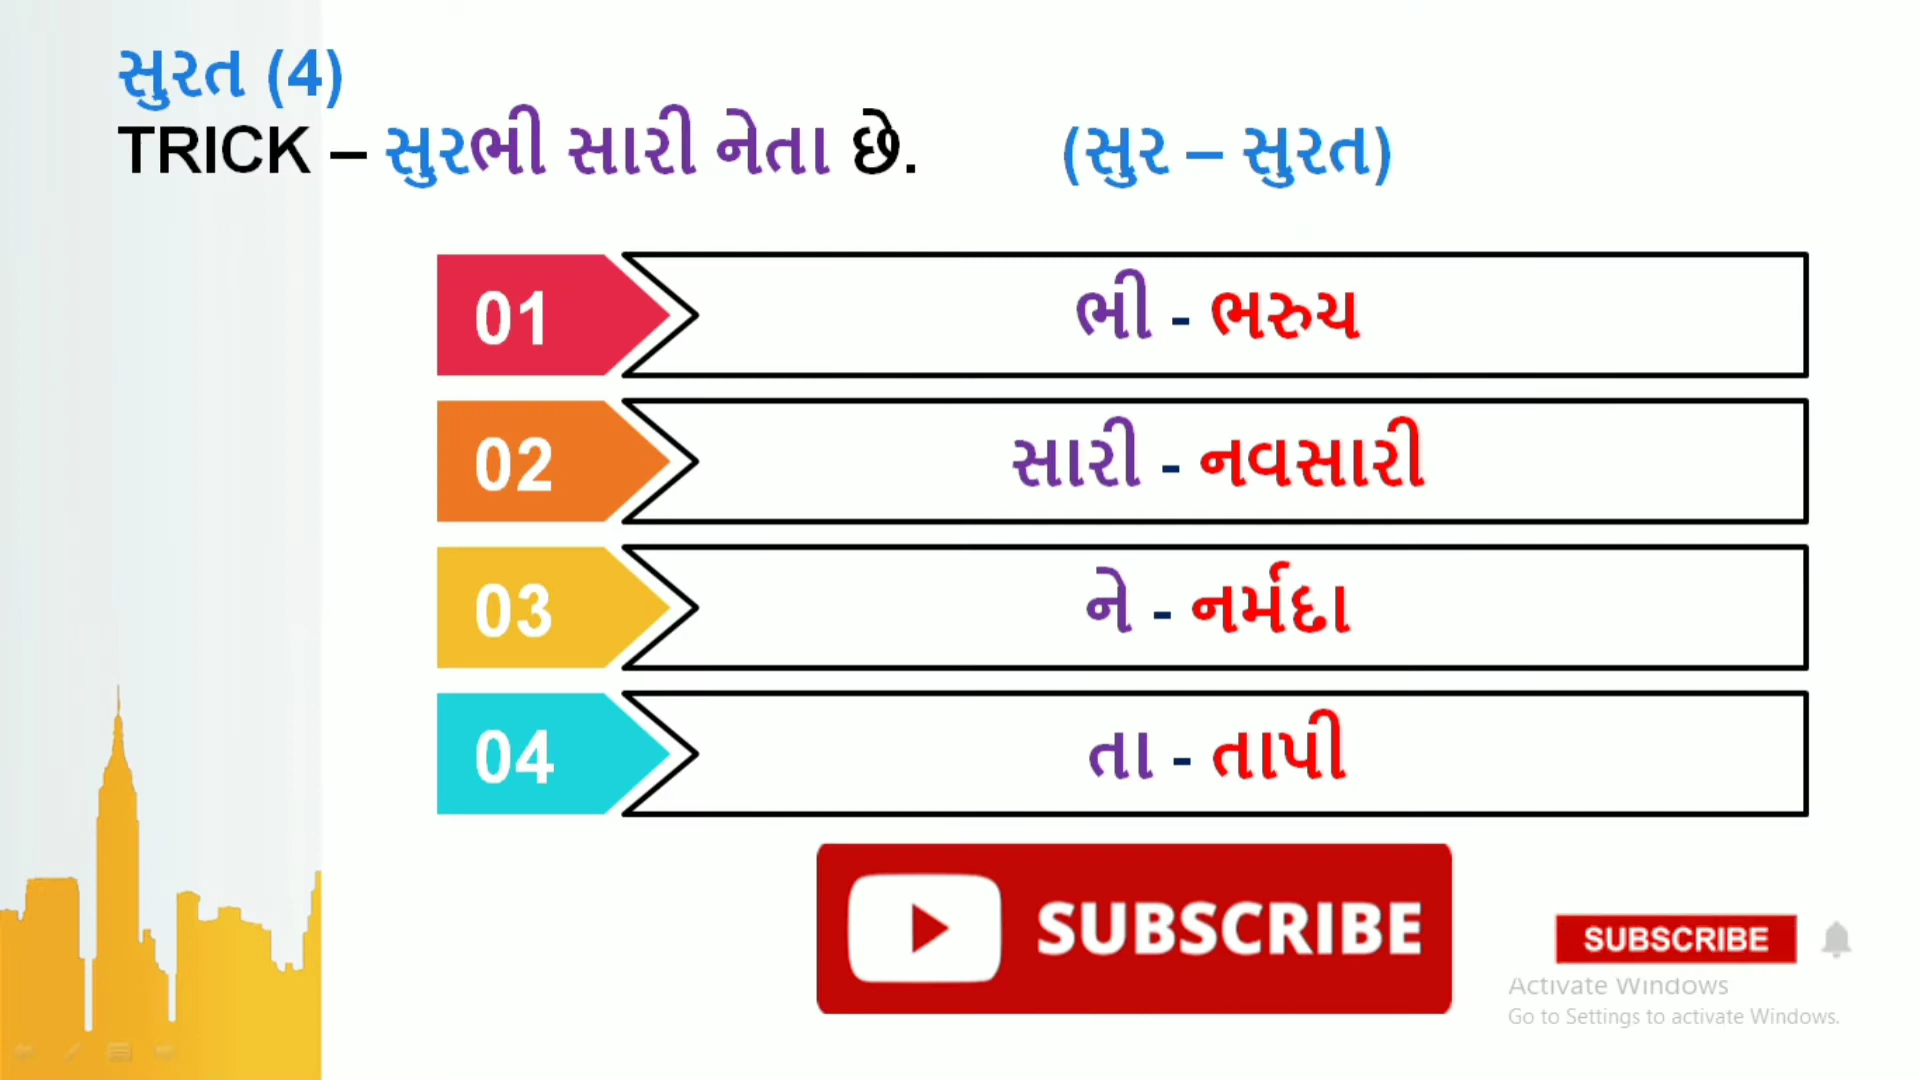 સુરત (4)
TRICK – સુરભી સારી નેતા છે. (સુર – સુરત)
01 ભી - ભરુચ
02 સારી - નવસારી
03 ને - નર્મદા
04 તા - તાપી
SUBSCRIBE
SUBSCRIBE
Activate Windows
Go to Settings to activate Windows.